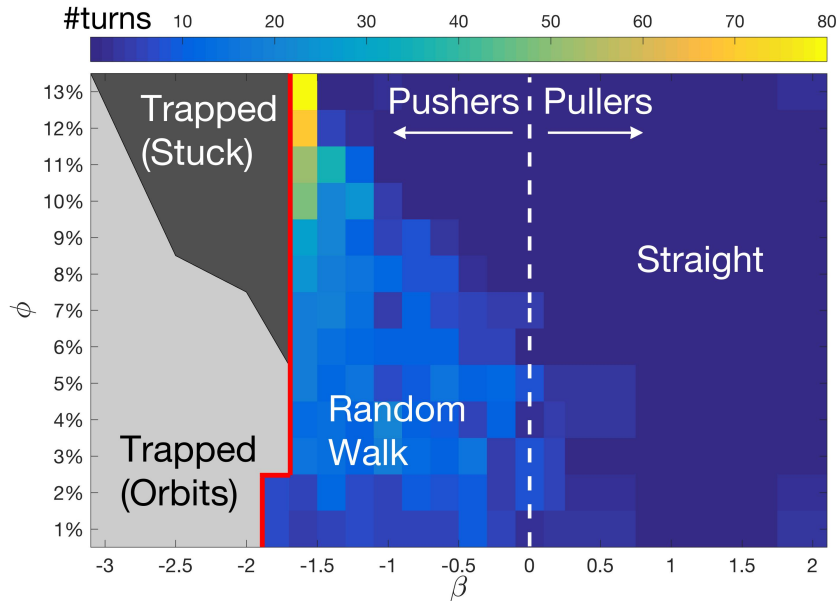 #turns
10 20 30 40 50 60 70 80
13%
12%
11%
10%
9%
8%
7%
6%
5%
4%
3%
2%
1%
ϕ
Trapped
(Stuck)
Pushers
Pullers
Straight
Random
Walk
Trapped
(Orbits)
-3 -2.5 -2 -1.5 -1 -0.5 0 0.5 1 1.5 2
β